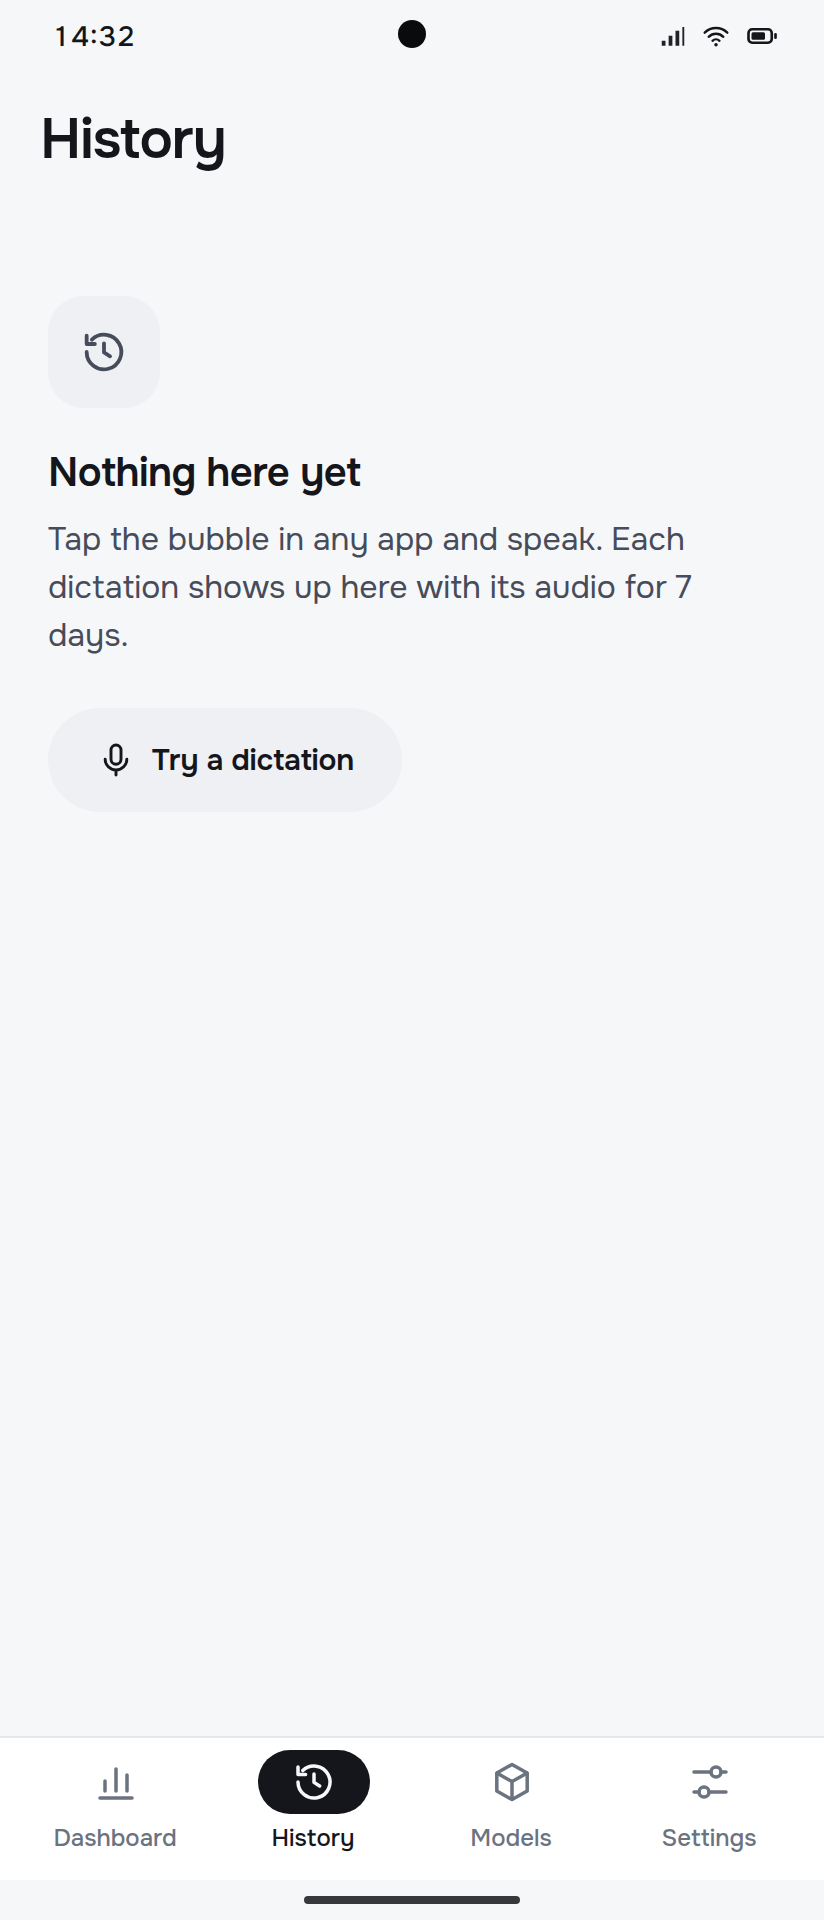 14:32
History
Nothing here yet
Tap the bubble in any app and speak. Each
dictation shows up here with its audio for 7
days.
Try a dictation
Dashboard
History
Models
Settings